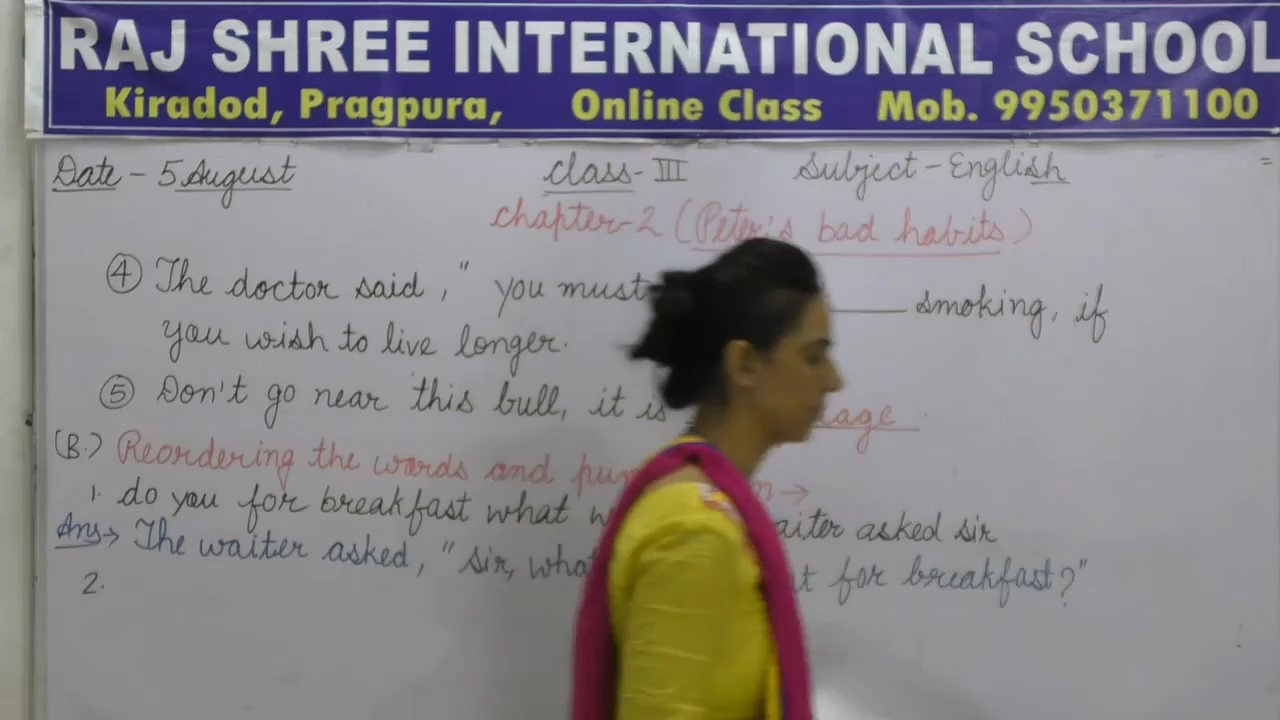 RAJ SHREE INTERNATIONAL SCHOOL
Kiradod, Pragpura, Online Class Mob. 9950371100
Date - 5 August class - III Subject - English
chapter-2 (Peter's bad habits)
④ The doctor said, " you must ______ smoking, if
you wish to live longer.
⑤ Don't go near this bull, it is
(B.) Reordering the words and →
1. do you for breakfast what asked sir
Ans→ The waiter asked, " sir, for breakfast?"
2.